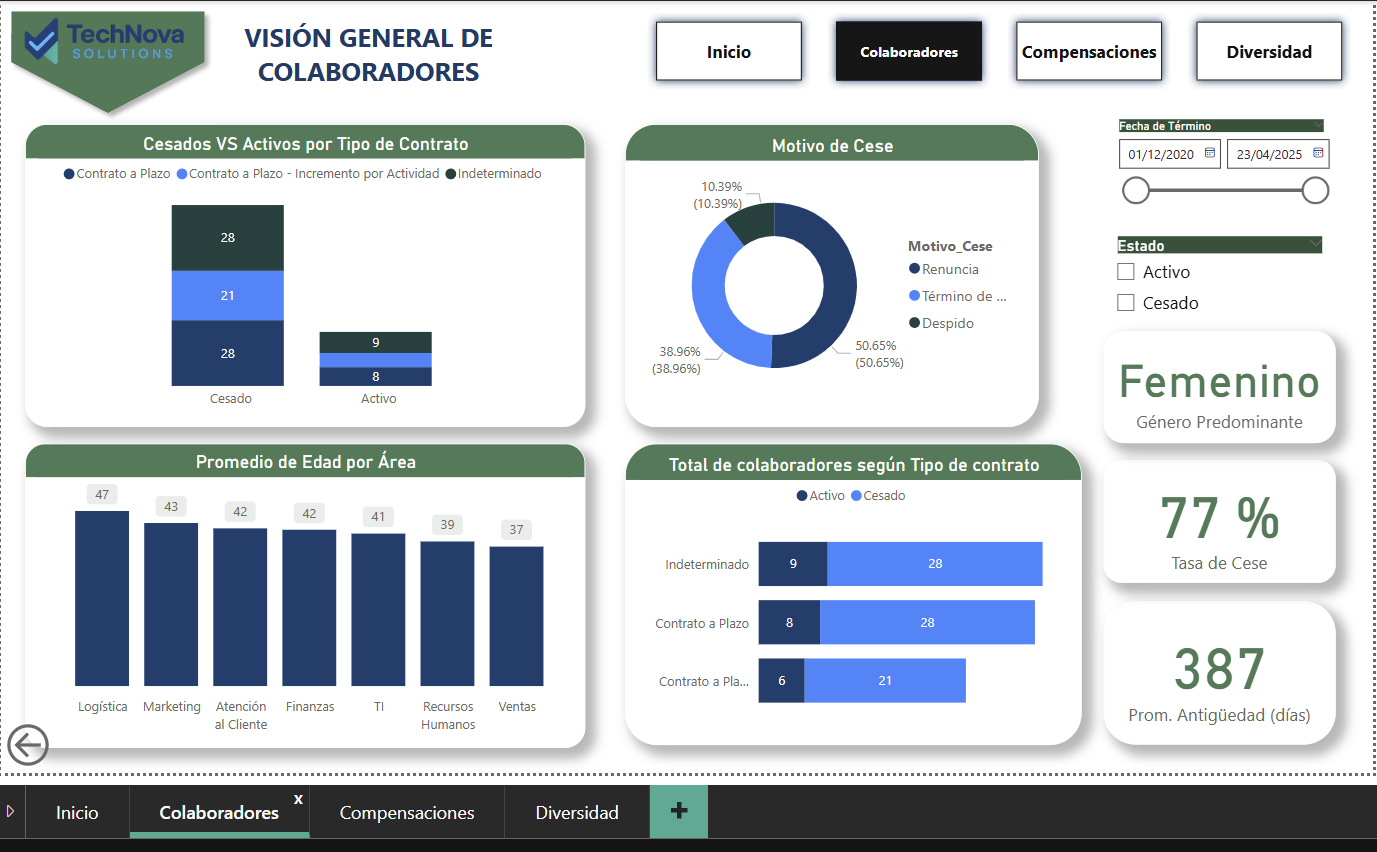 TechNova
SOLUTIONS
VISIÓN GENERAL DE
COLABORADORES
Inicio
Colaboradores
Compensaciones
Diversidad
Cesados VS Activos por Tipo de Contrato
Contrato a Plazo
Contrato a Plazo - Incremento por Actividad
Indeterminado
28
21
28
9
8
Cesado
Activo
Motivo de Cese
10.39%
(10.39%)
38.96%
(38.96%)
50.65%
(50.65%)
Motivo_Cese
Renuncia
Término de ...
Despido
Fecha de Término
01/12/2020
23/04/2025
Estado
Activo
Cesado
Femenino
Género Predominante
77 %
Tasa de Cese
387
Prom. Antigüedad (días)
Promedio de Edad por Área
47
43
42
42
41
39
37
Logística
Marketing
Atención
al Cliente
Finanzas
TI
Recursos
Humanos
Ventas
Total de colaboradores según Tipo de contrato
Activo
Cesado
Indeterminado
9
28
Contrato a Plazo
8
28
Contrato a Pla...
6
21
Inicio
Colaboradores
x
Compensaciones
Diversidad
+